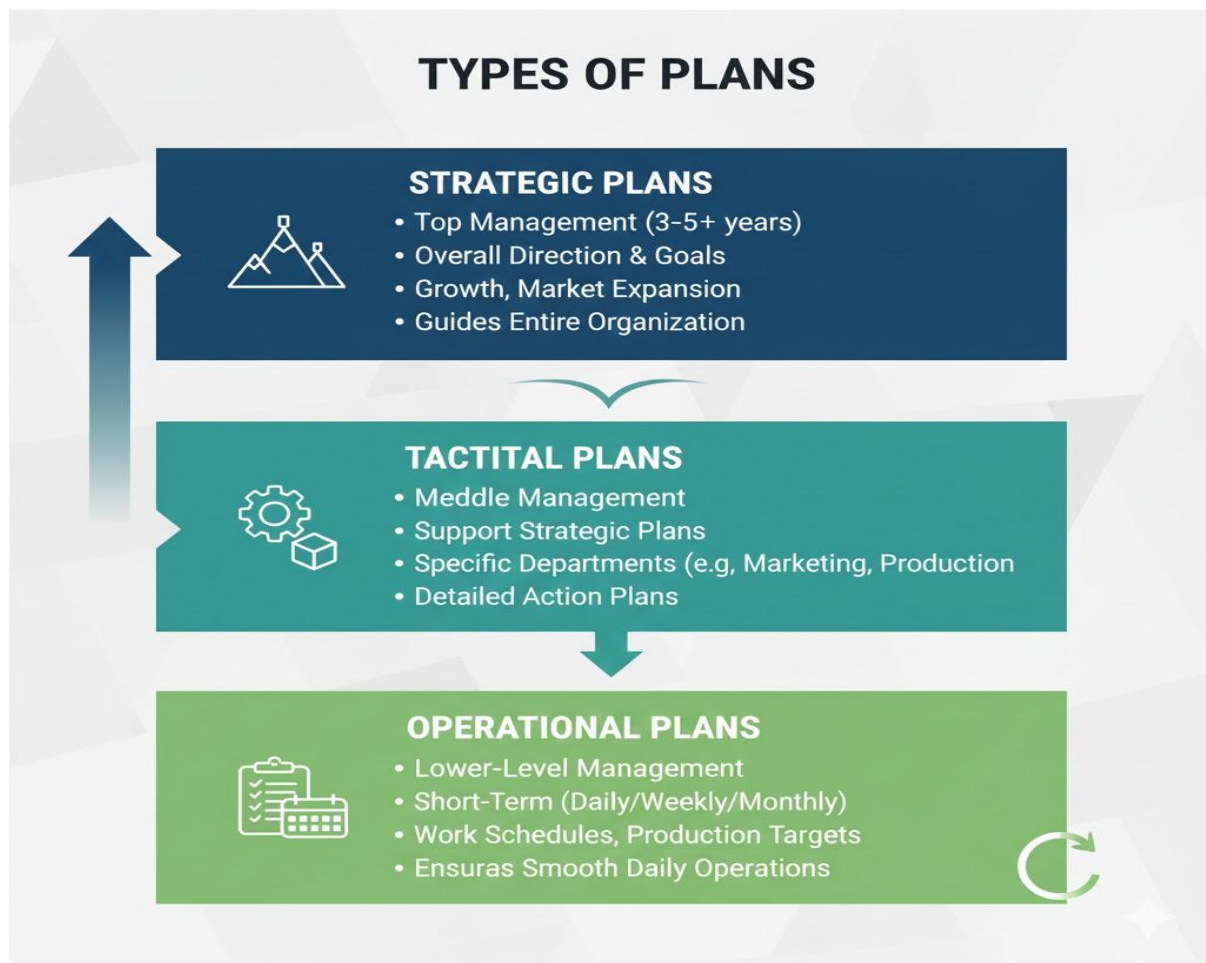 TYPES OF PLANS
STRATEGIC PLANS
• Top Management (3-5+ years)
• Overall Direction & Goals
• Growth, Market Expansion
• Guides Entire Organization
TACTITAL PLANS
• Meddle Management
• Support Strategic Plans
• Specific Departments (e.g, Marketing, Production
• Detailed Action Plans
OPERATIONAL PLANS
• Lower-Level Management
• Short-Term (Daily/Weekly/Monthly)
• Work Schedules, Production Targets
• Ensuras Smooth Daily Operations